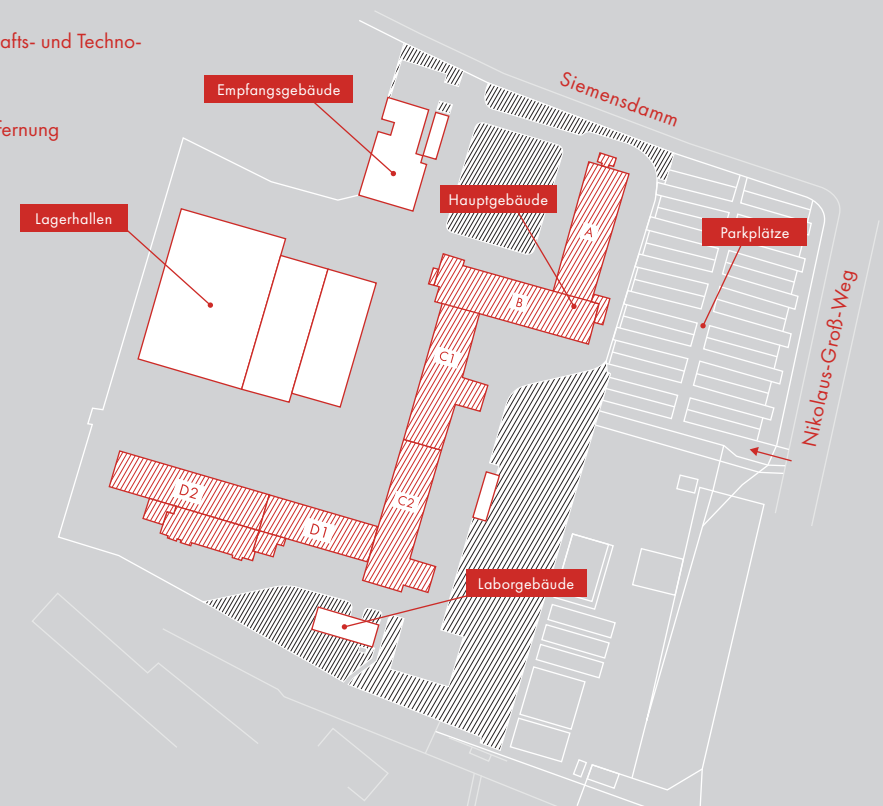 afts- und Techno-
fernung
Siemensdamm
Empfangsgebäude
Hauptgebäude
Lagerhallen
Parkplätze
A
B
C1
Nikolaus-Groß-Weg
D2
D1
C2
Laborgebäude